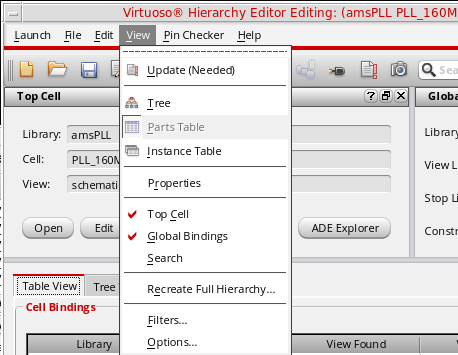 Virtuoso® Hierarchy Editor Editing: (amsPLL PLL_160M
Launch File Edit View Pin Checker Help
Update (Needed)
Sea
Top Cell
Globa
Tree
Library: amsPLL
Library
Parts Table
Cell: PLL_160M
Instance Table
View Li
View: schemati
Properties
Stop Li
Top Cell
Open Edit ADE Explorer
Constr
Global Bindings
Search
Table View Tree
Recreate Full Hierarchy...
Cell Bindings
Filters...
Library View Found
Options...